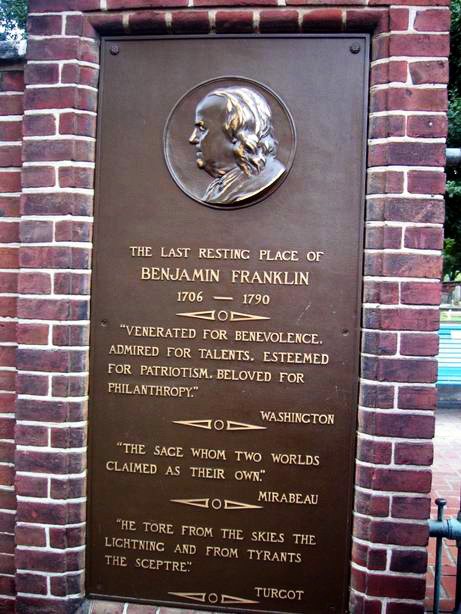 THE LAST RESTING PLACE OF
BENJAMIN FRANKLIN
1706 — 1790
"VENERATED FOR BENEVOLENCE,
ADMIRED FOR TALENTS, ESTEEMED
FOR PATRIOTISM, BELOVED FOR
PHILANTHROPY."
WASHINGTON
"THE SAGE WHOM TWO WORLDS
CLAIMED AS THEIR OWN."
MIRABEAU
"HE TORE FROM THE SKIES THE
LIGHTNING AND FROM TYRANTS
THE SCEPTRE."
TURGOT